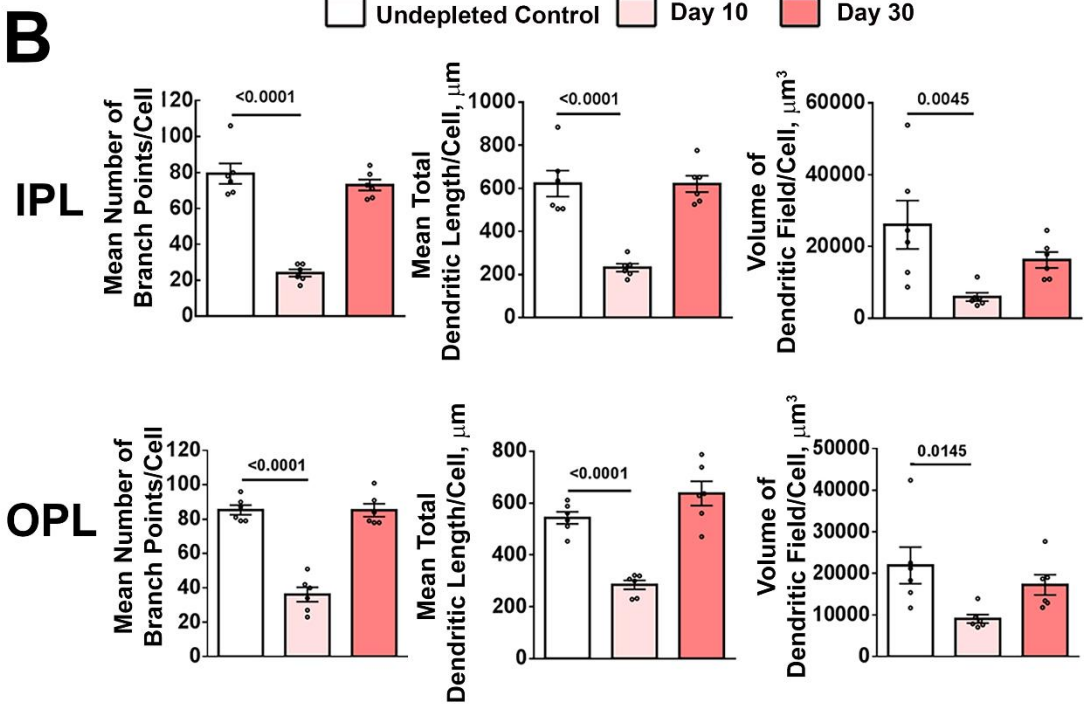 B
Undepleted Control Day 10 Day 30
IPL
Mean Number of
Branch Points/Cell
120
100
80
60
40
20
0
<0.0001
Mean Total
Dendritic Length/Cell, μm
1000
800
600
400
200
0
<0.0001
Volume of
Dendritic Field/Cell, μm³
60000
40000
20000
0
0.0045
OPL
Mean Number of
Branch Points/Cell
120
100
80
60
40
20
0
<0.0001
Mean Total
Dendritic Length/Cell, μm
800
600
400
200
0
<0.0001
Volume of
Dendritic Field/Cell, μm³
50000
40000
30000
20000
10000
0
0.0145